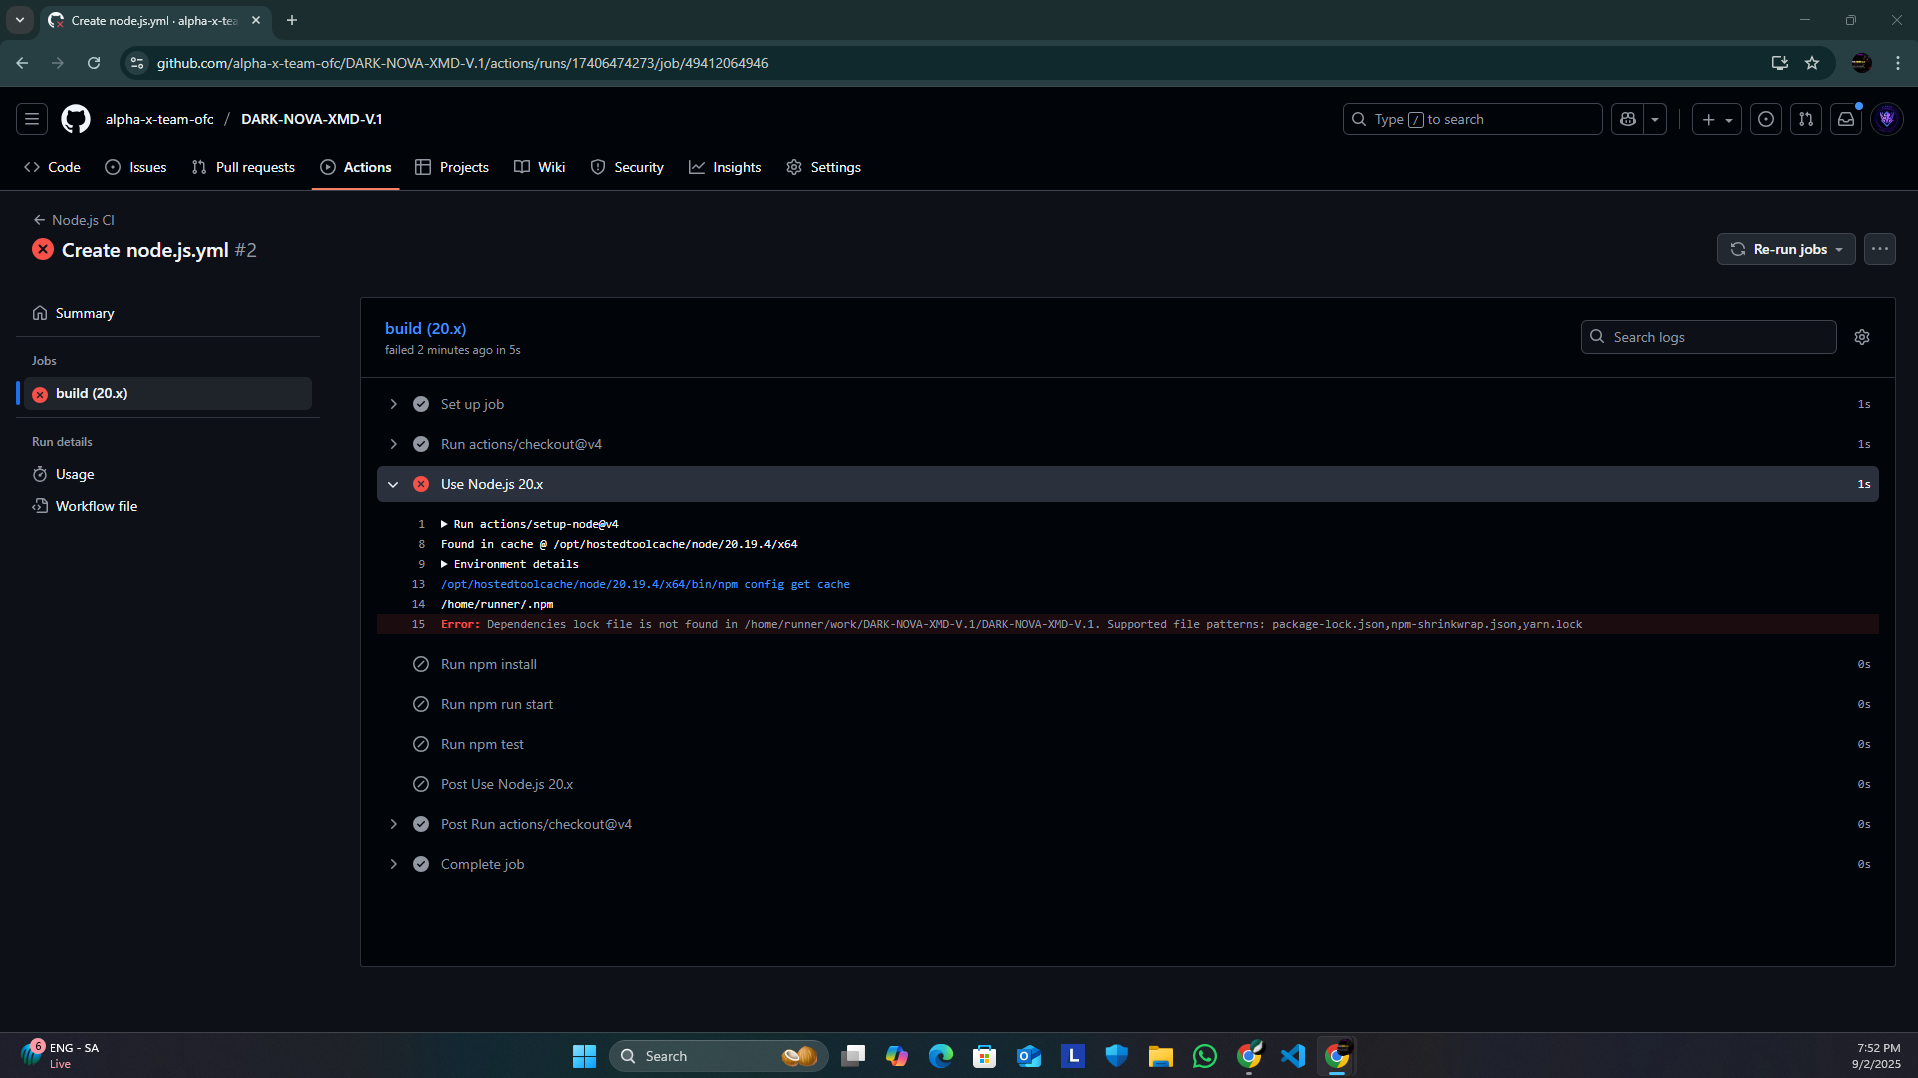 Create node.js.yml · alpha-x-tea
github.com/alpha-x-team-ofc/DARK-NOVA-XMD-V.1/actions/runs/17406474273/job/49412064946
alpha-x-team-ofc / DARK-NOVA-XMD-V.1
Type / to search
Code Issues Pull requests Actions Projects Wiki Security Insights Settings
Node.js CI
Create node.js.yml #2
Re-run jobs
Summary
Jobs
build (20.x)
Run details
Usage
Workflow file
build (20.x)
failed 2 minutes ago in 5s
Search logs
Set up job 1s
Run actions/checkout@v4 1s
Use Node.js 20.x 1s
1 Run actions/setup-node@v4
8 Found in cache @ /opt/hostedtoolcache/node/20.19.4/x64
9 Environment details
13 /opt/hostedtoolcache/node/20.19.4/x64/bin/npm config get cache
14 /home/runner/.npm
15 Error: Dependencies lock file is not found in /home/runner/work/DARK-NOVA-XMD-V.1/DARK-NOVA-XMD-V.1. Supported file patterns: package-lock.json,npm-shrinkwrap.json,yarn.lock
Run npm install 0s
Run npm run start 0s
Run npm test 0s
Post Use Node.js 20.x 0s
Post Run actions/checkout@v4 0s
Complete job 0s
6
ENG - SA
Live
Search
L
7:52 PM
9/2/2025